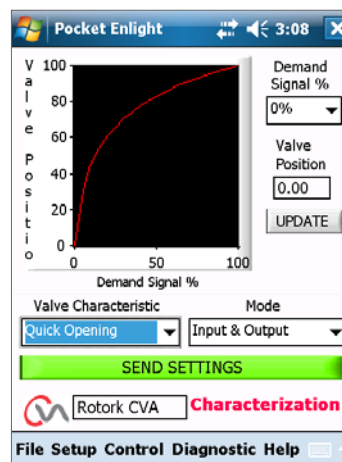 Pocket Enlight 3:08
Valve Position
100
80
60
40
20
0
0 50 100
Demand Signal %
Demand
Signal %
0%
Valve
Position
0.00
UPDATE
Valve Characteristic Mode
Quick Opening Input & Output
SEND SETTINGS
Rotork CVA Characterization
File Setup Control Diagnostic Help